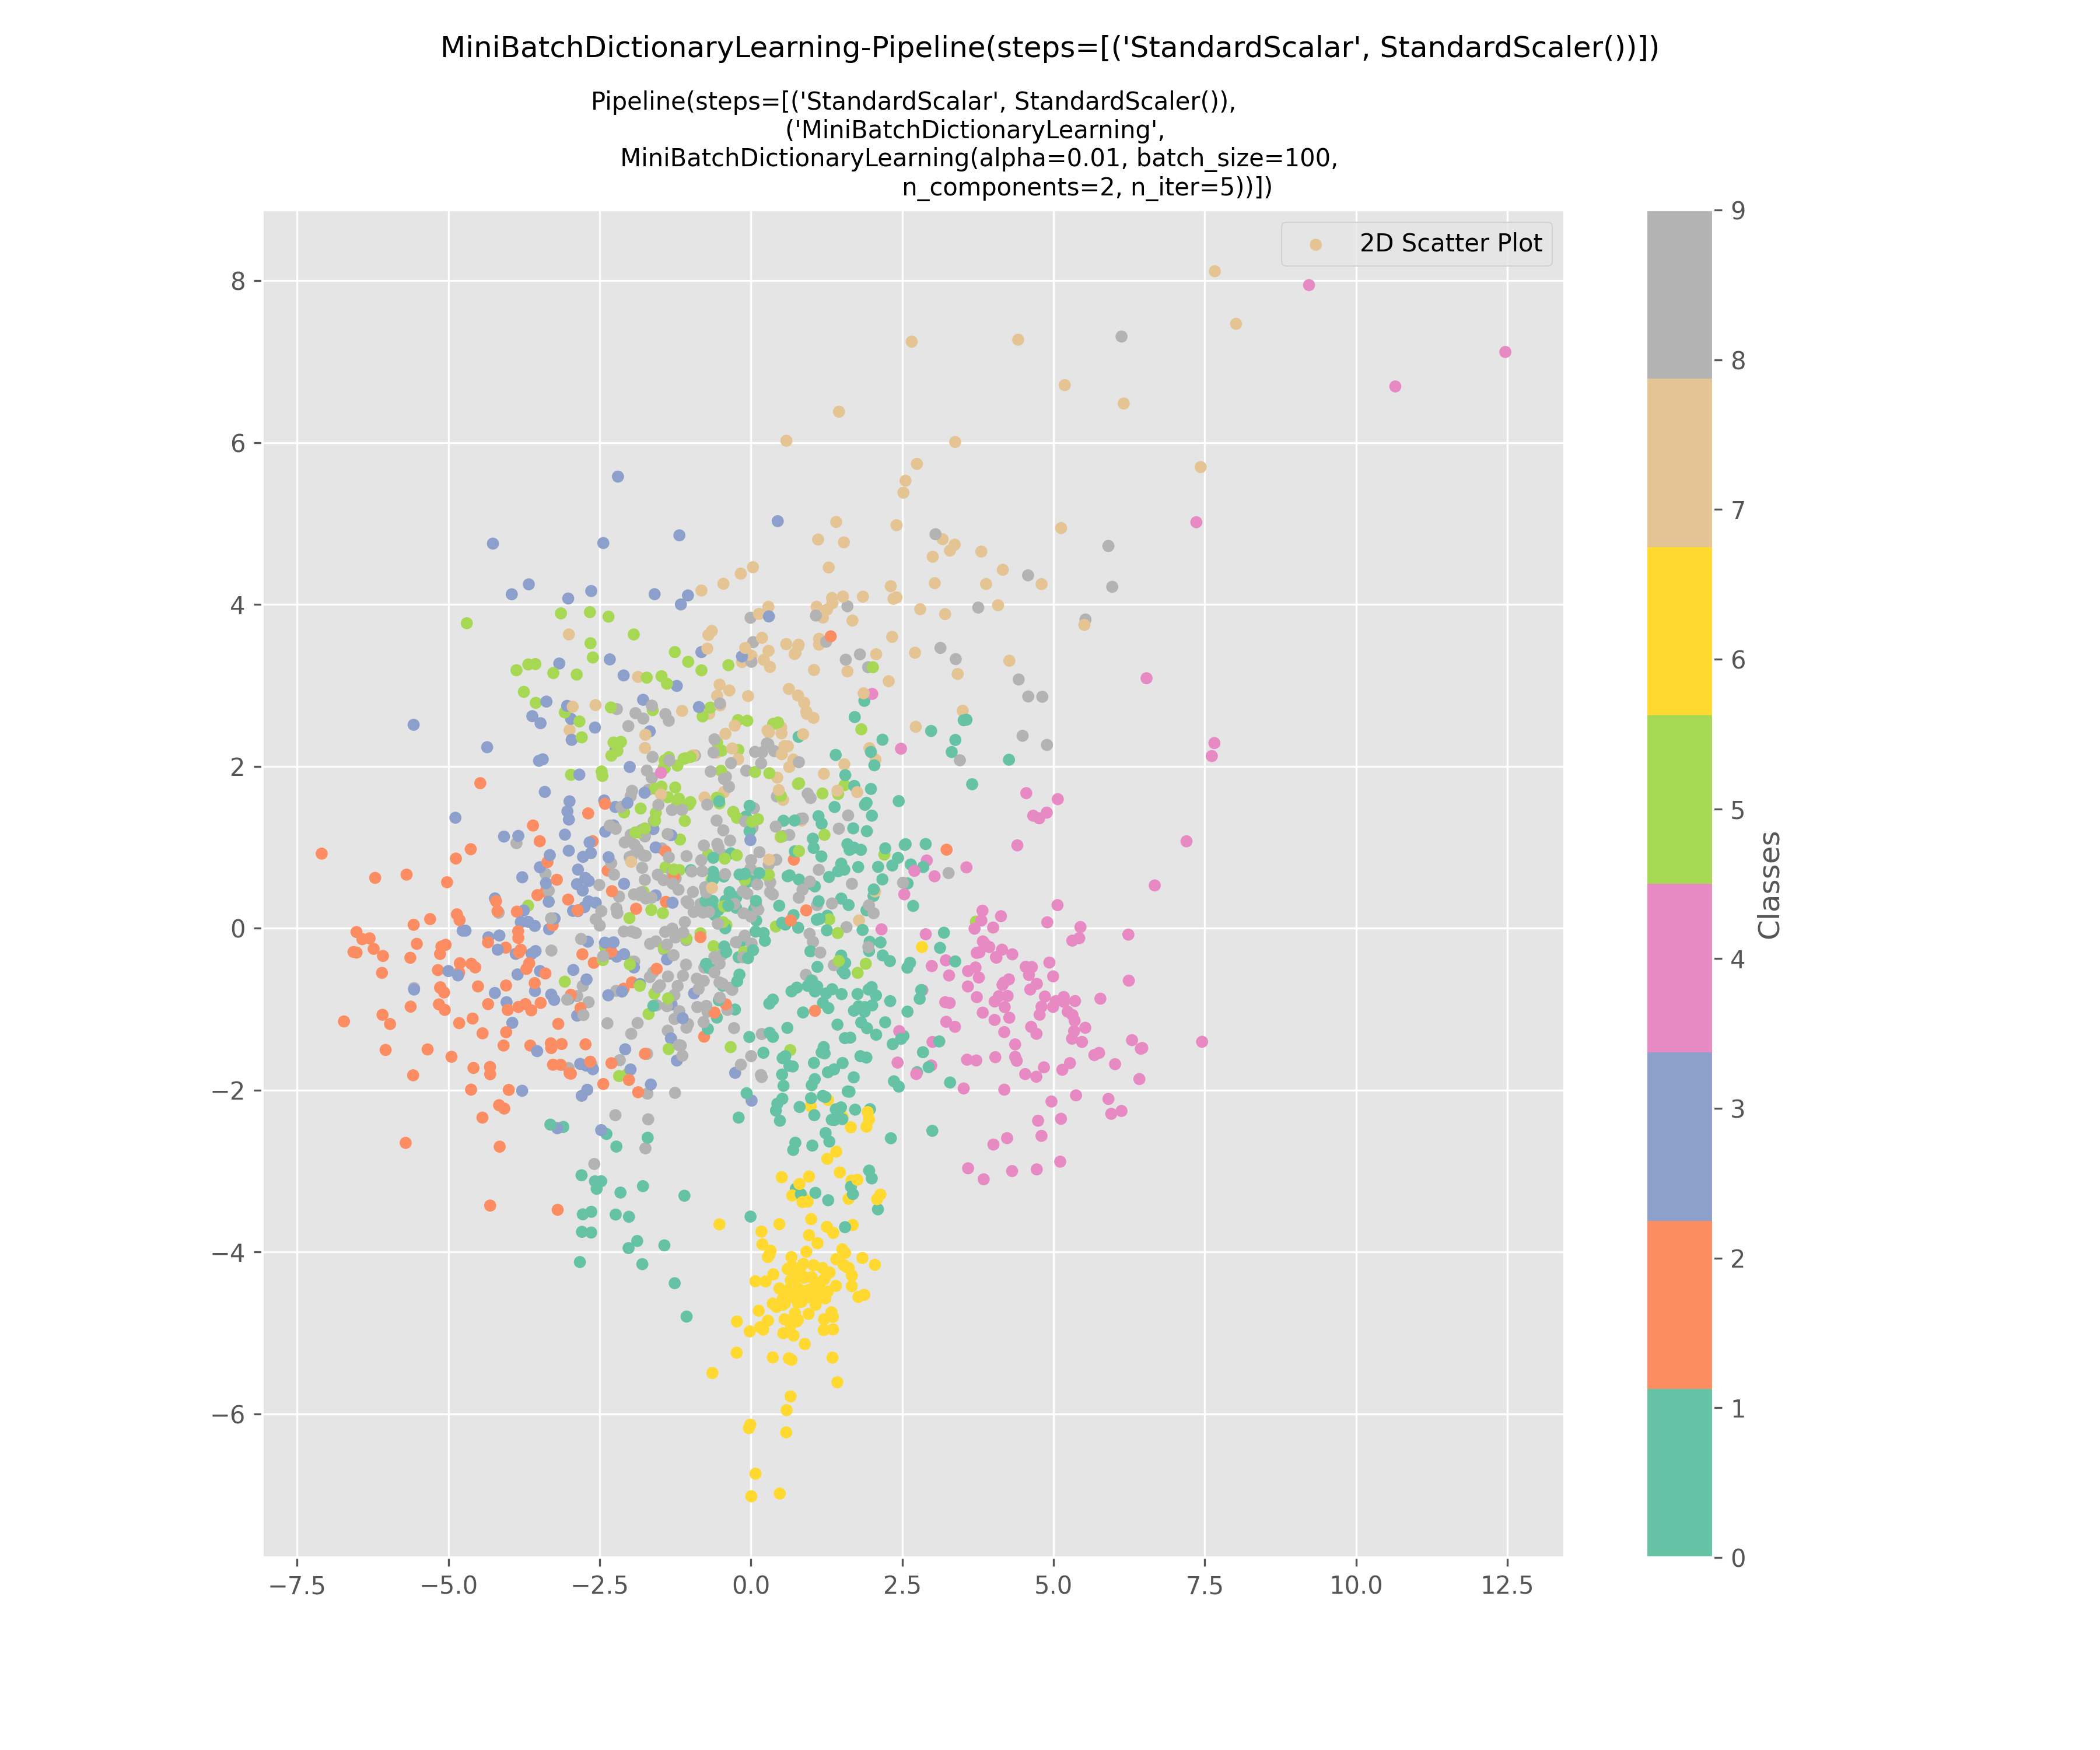 MiniBatchDictionaryLearning-Pipeline(steps=[('StandardScalar', StandardScaler())])
Pipeline(steps=[('StandardScalar', StandardScaler()),
('MiniBatchDictionaryLearning',
MiniBatchDictionaryLearning(alpha=0.01, batch_size=100,
n_components=2, n_iter=5))])
2D Scatter Plot
8
6
4
2
0
−2
−4
−6
−7.5 −5.0 −2.5 0.0 2.5 5.0 7.5 10.0 12.5
9
8
7
6
5
4
3
2
1
0
Classes